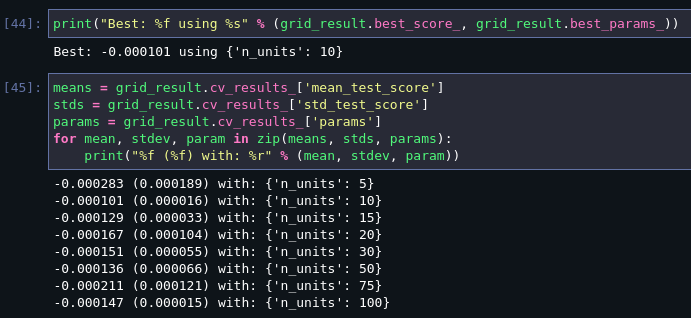 [44]: print("Best: %f using %s" % (grid_result.best_score_, grid_result.best_params_))
Best: -0.000101 using {'n_units': 10}
[45]: means = grid_result.cv_results_['mean_test_score']
stds = grid_result.cv_results_['std_test_score']
params = grid_result.cv_results_['params']
for mean, stdev, param in zip(means, stds, params):
    print("%f (%f) with: %r" % (mean, stdev, param))
-0.000283 (0.000189) with: {'n_units': 5}
-0.000101 (0.000016) with: {'n_units': 10}
-0.000129 (0.000033) with: {'n_units': 15}
-0.000167 (0.000104) with: {'n_units': 20}
-0.000151 (0.000055) with: {'n_units': 30}
-0.000136 (0.000066) with: {'n_units': 50}
-0.000211 (0.000121) with: {'n_units': 75}
-0.000147 (0.000015) with: {'n_units': 100}